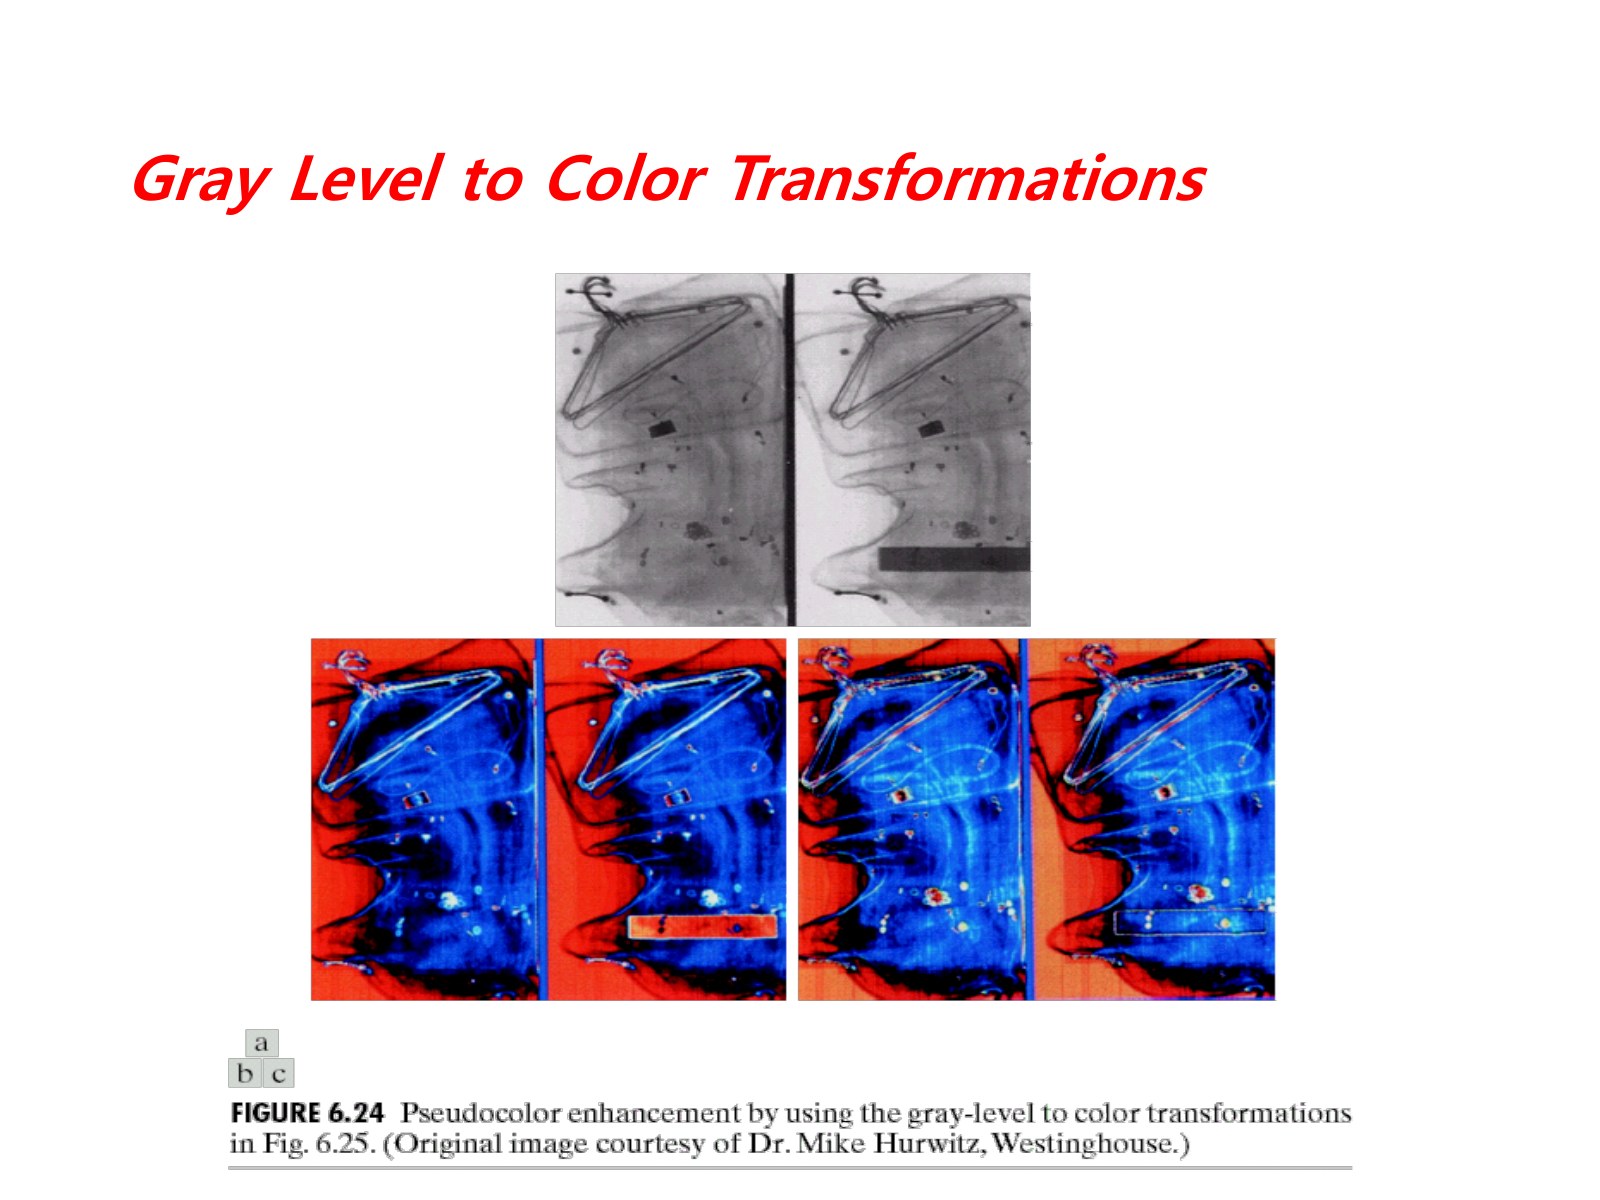 Gray Level to Color Transformations
a
b c
FIGURE 6.24 Pseudocolor enhancement by using the gray-level to color transformations
in Fig. 6.25. (Original image courtesy of Dr. Mike Hurwitz, Westinghouse.)